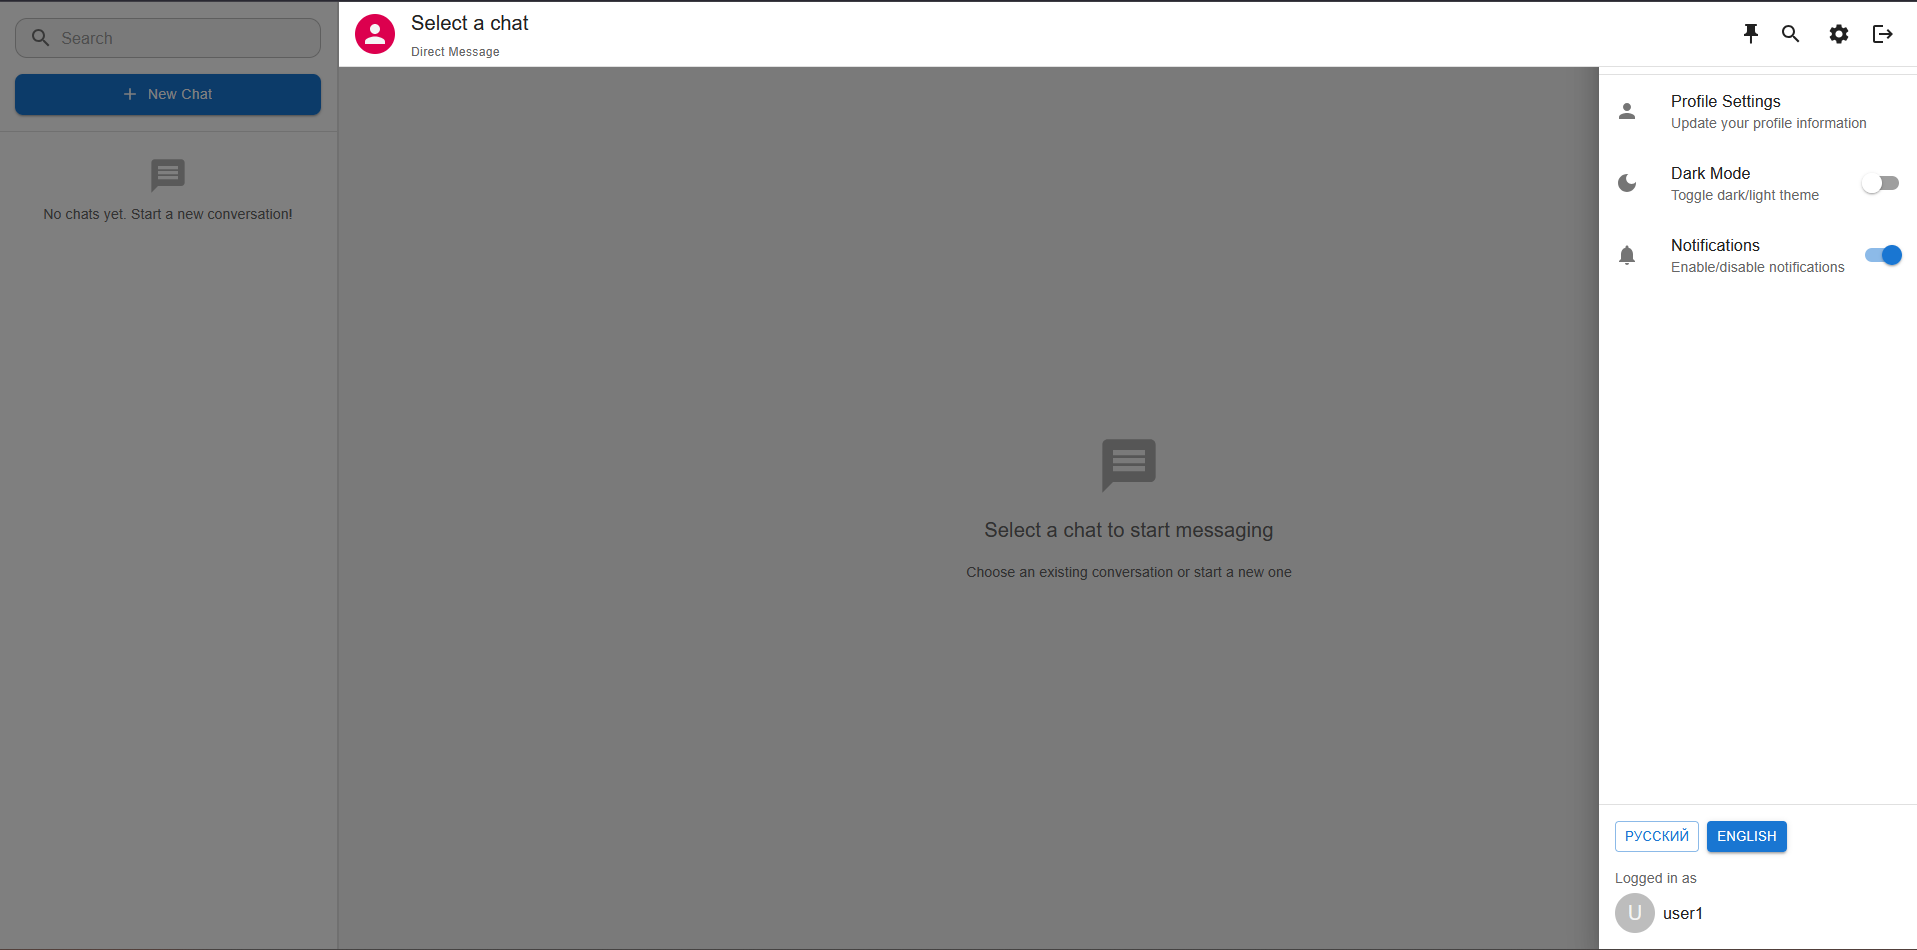 Search
New Chat
No chats yet. Start a new conversation!
Select a chat
Direct Message
Select a chat to start messaging
Choose an existing conversation or start a new one
Profile Settings
Update your profile information
Dark Mode
Toggle dark/light theme
Notifications
Enable/disable notifications
РУССКИЙ ENGLISH
Logged in as
U user1